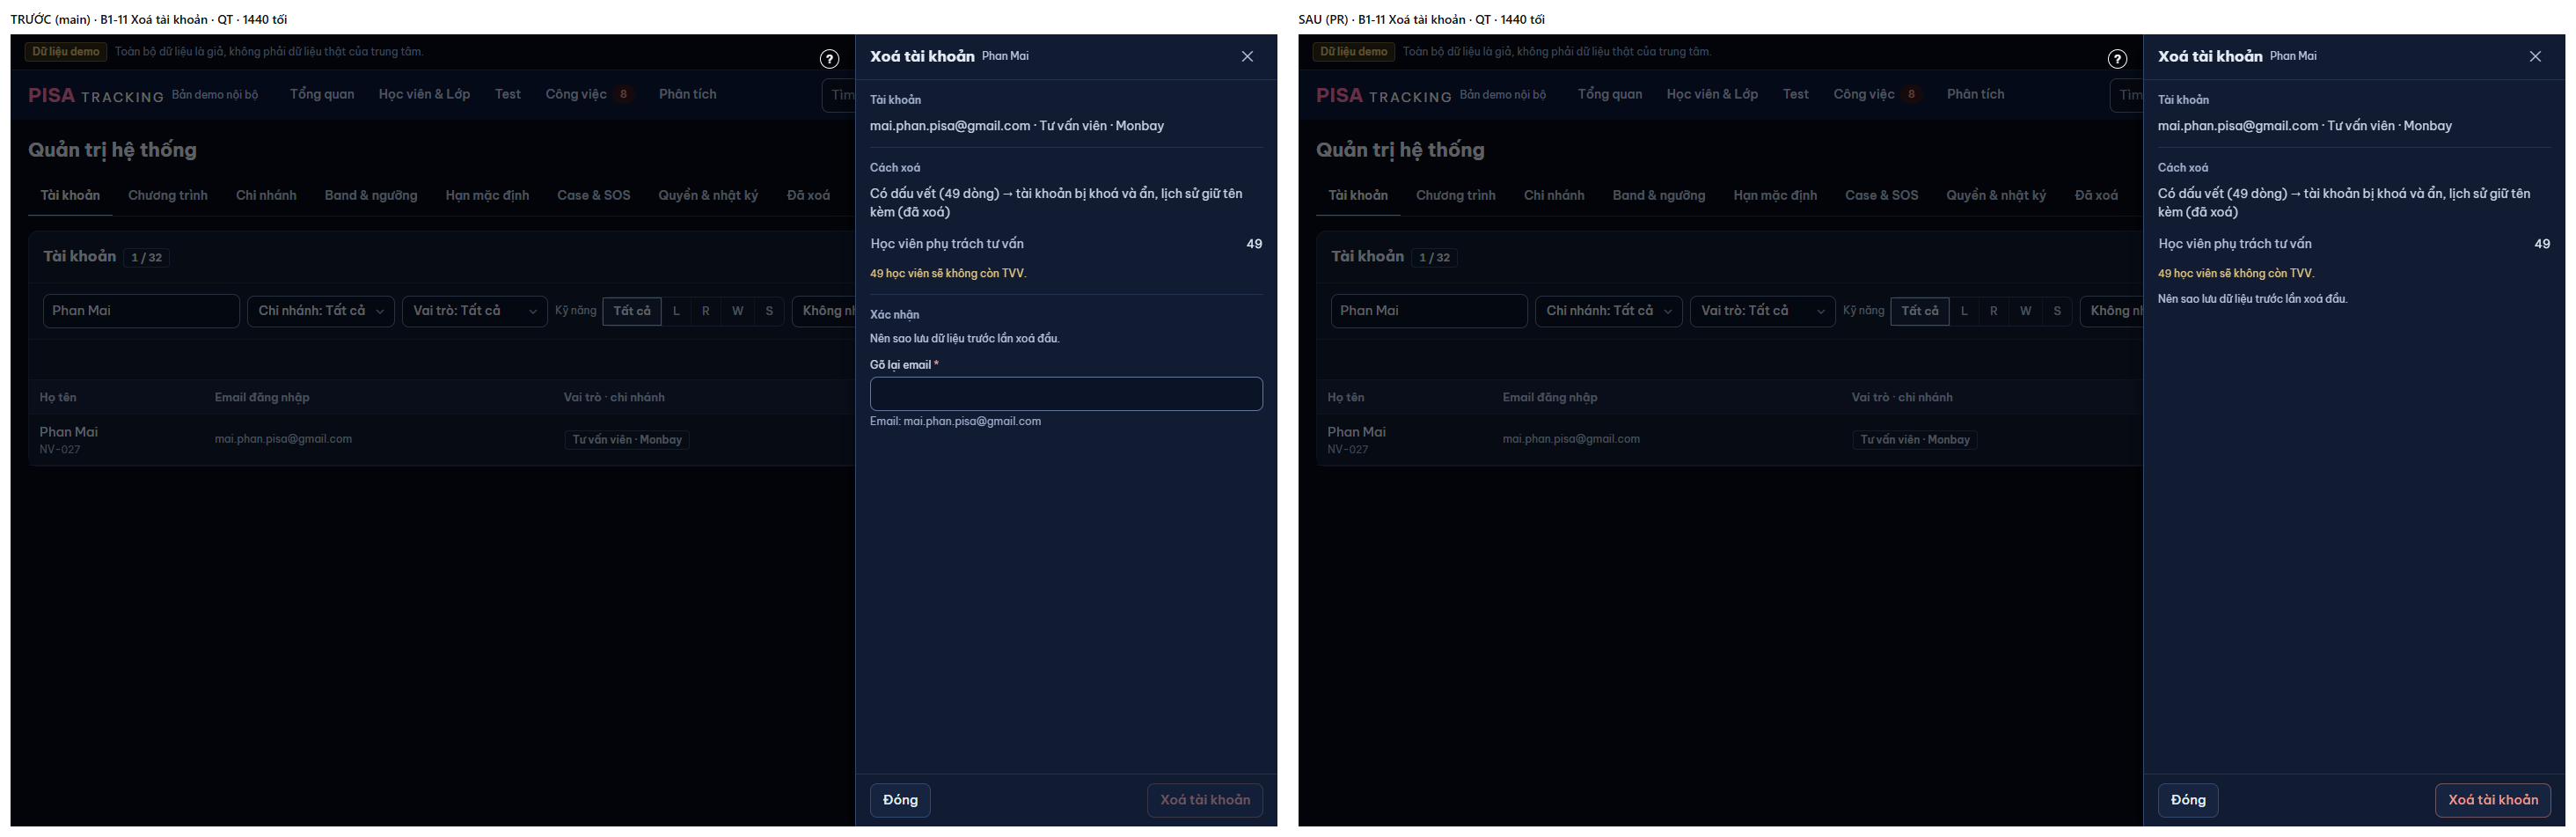 TRƯỚC (main) · B1-11 Xoá tài khoản · QT · 1440 tối
Dữ liệu demo Toàn bộ dữ liệu là giả, không phải dữ liệu thật của trung tâm.
?
PISA TRACKING Bản demo nội bộ Tổng quan Học viên & Lớp Test Công việc 8 Phân tích Tìm
Quản trị hệ thống
Tài khoản Chương trình Chi nhánh Band & ngưỡng Hạn mặc định Case & SOS Quyền & nhật ký Đã xoá
Tài khoản 1 / 32
Phan Mai Chi nhánh: Tất cả Vai trò: Tất cả Kỹ năng Tất cả L R W S Không nh
Họ tên Email đăng nhập Vai trò · chi nhánh
Phan Mai mai.phan.pisa@gmail.com Tư vấn viên · Monbay
NV-027
Xoá tài khoản Phan Mai
Tài khoản
mai.phan.pisa@gmail.com · Tư vấn viên · Monbay
Cách xoá
Có dấu vết (49 dòng) → tài khoản bị khoá và ẩn, lịch sử giữ tên
kèm (đã xoá)
Học viên phụ trách tư vấn 49
49 học viên sẽ không còn TVV.
Xác nhận
Nên sao lưu dữ liệu trước lần xoá đầu.
Gõ lại email *
Email: mai.phan.pisa@gmail.com
Đóng Xoá tài khoản
SAU (PR) · B1-11 Xoá tài khoản · QT · 1440 tối
Dữ liệu demo Toàn bộ dữ liệu là giả, không phải dữ liệu thật của trung tâm.
?
PISA TRACKING Bản demo nội bộ Tổng quan Học viên & Lớp Test Công việc 8 Phân tích Tìm
Quản trị hệ thống
Tài khoản Chương trình Chi nhánh Band & ngưỡng Hạn mặc định Case & SOS Quyền & nhật ký Đã xoá
Tài khoản 1 / 32
Phan Mai Chi nhánh: Tất cả Vai trò: Tất cả Kỹ năng Tất cả L R W S Không nh
Họ tên Email đăng nhập Vai trò · chi nhánh
Phan Mai mai.phan.pisa@gmail.com Tư vấn viên · Monbay
NV-027
Xoá tài khoản Phan Mai
Tài khoản
mai.phan.pisa@gmail.com · Tư vấn viên · Monbay
Cách xoá
Có dấu vết (49 dòng) → tài khoản bị khoá và ẩn, lịch sử giữ tên
kèm (đã xoá)
Học viên phụ trách tư vấn 49
49 học viên sẽ không còn TVV.
Nên sao lưu dữ liệu trước lần xoá đầu.
Đóng Xoá tài khoản